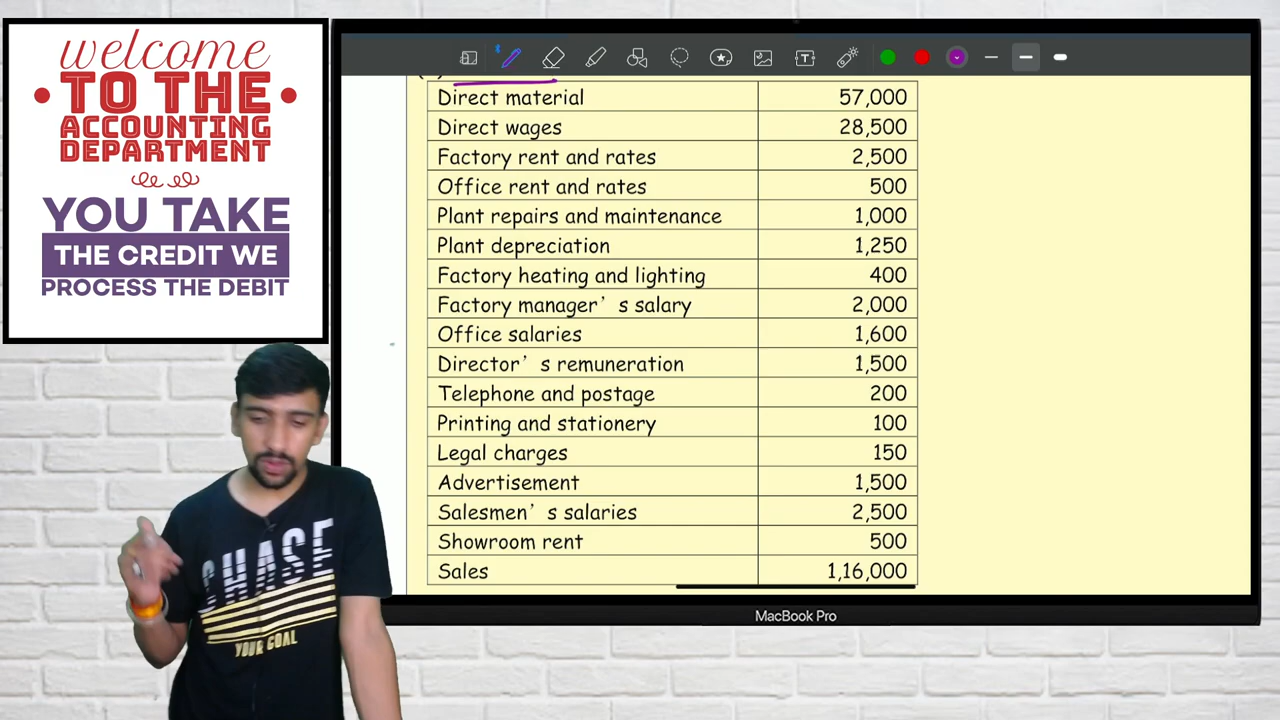 welcome
• TO THE •
ACCOUNTING
DEPARTMENT
YOU TAKE
THE CREDIT WE
PROCESS THE DEBIT
Direct material 57,000
Direct wages 28,500
Factory rent and rates 2,500
Office rent and rates 500
Plant repairs and maintenance 1,000
Plant depreciation 1,250
Factory heating and lighting 400
Factory manager’ s salary 2,000
Office salaries 1,600
Director’ s remuneration 1,500
Telephone and postage 200
Printing and stationery 100
Legal charges 150
Advertisement 1,500
Salesmen’ s salaries 2,500
Showroom rent 500
Sales 1,16,000
MacBook Pro
CHASE
YOUR GOAL